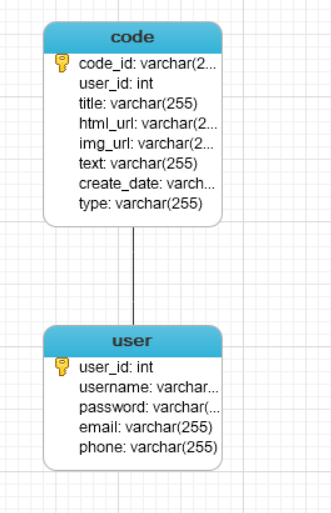 code
code_id: varchar(2...
user_id: int
title: varchar(255)
html_url: varchar(2...
img_url: varchar(2...
text: varchar(255)
create_date: varch...
type: varchar(255)
user
user_id: int
username: varchar...
password: varchar(...
email: varchar(255)
phone: varchar(255)